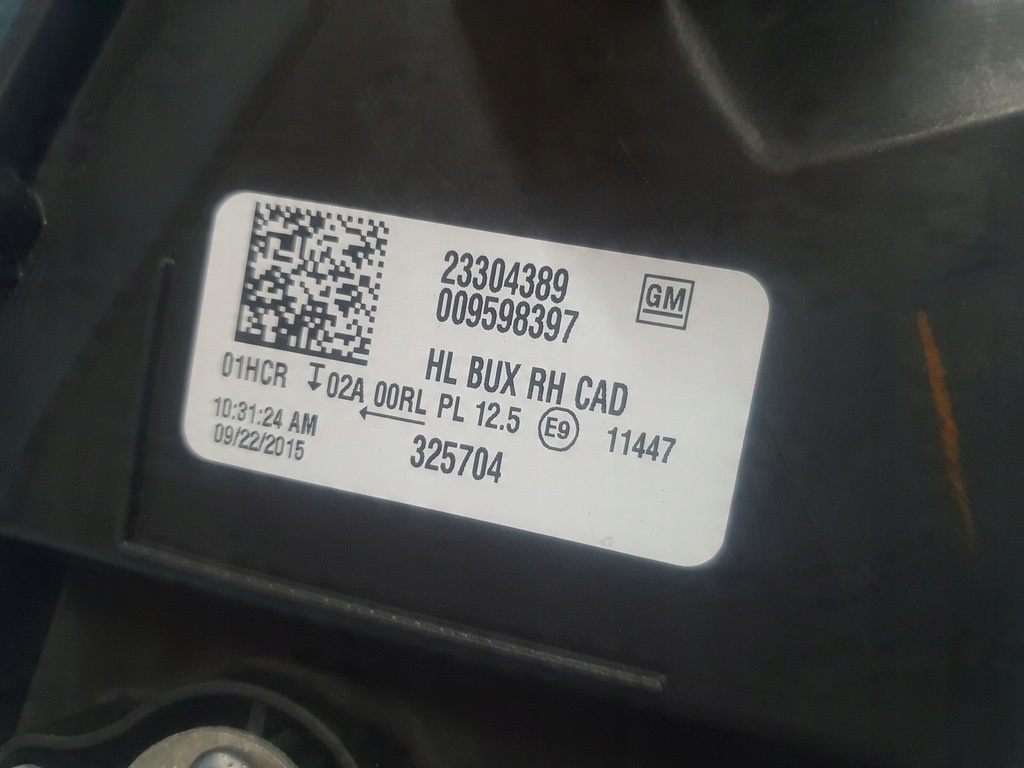 23304389
009598397
GM
HL BUX RH CAD
01HCR 02A 00RL PL 12.5 E9 11447
10:31:24 AM
09/22/2015
325704